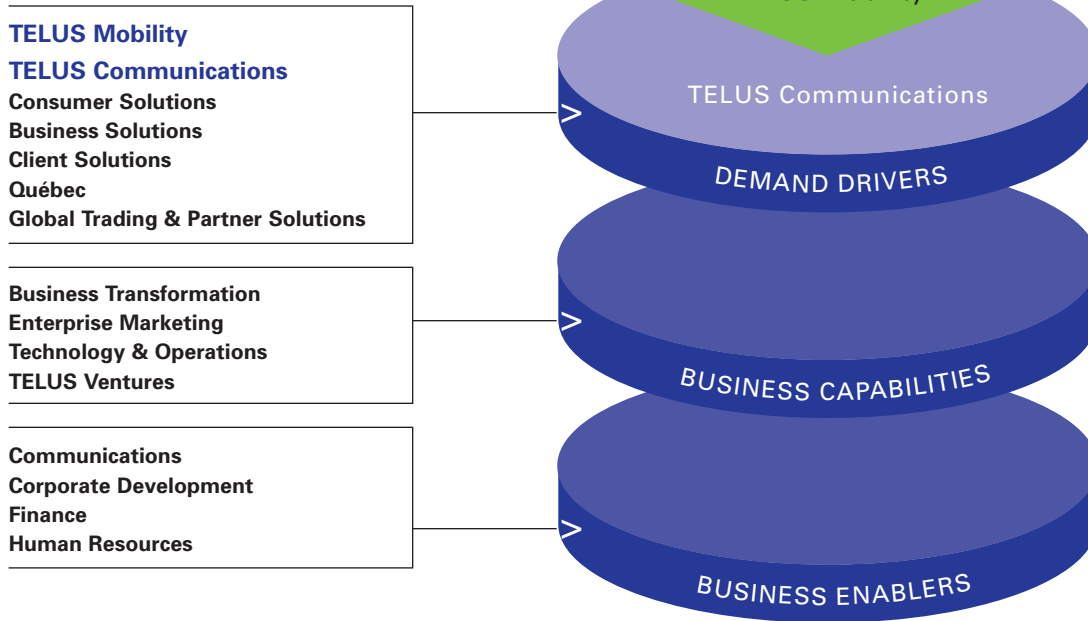 TELUS Mobility
TELUS Communications
Consumer Solutions
Business Solutions
Client Solutions
Québec
Global Trading & Partner Solutions
TELUS Communications
>
DEMAND DRIVERS
Business Transformation
Enterprise Marketing
Technology & Operations
TELUS Ventures
>
BUSINESS CAPABILITIES
Communications
Corporate Development
Finance
Human Resources
>
BUSINESS ENABLERS